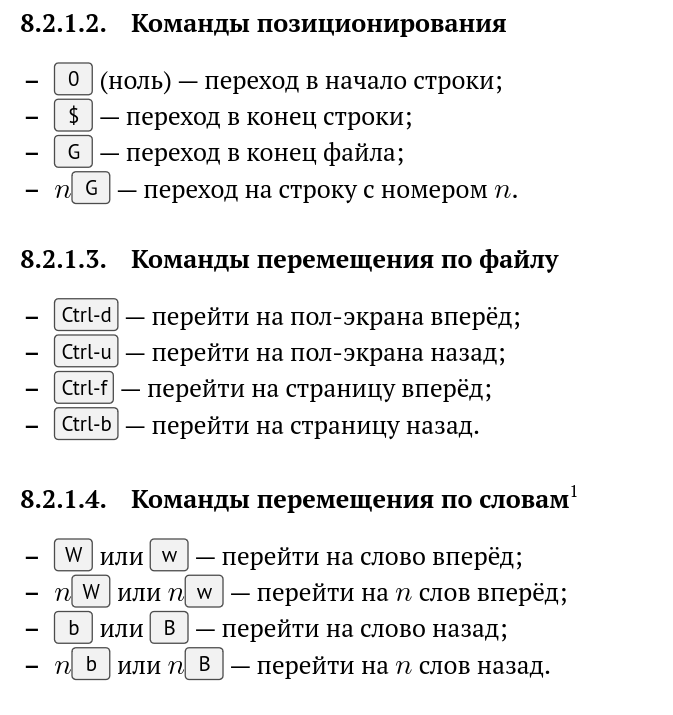 8.2.1.2. Команды позиционирования
– 0 (ноль) — переход в начало строки;
– $ — переход в конец строки;
– G — переход в конец файла;
– n G — переход на строку с номером n.
8.2.1.3. Команды перемещения по файлу
– Ctrl-d — перейти на пол-экрана вперёд;
– Ctrl-u — перейти на пол-экрана назад;
– Ctrl-f — перейти на страницу вперёд;
– Ctrl-b — перейти на страницу назад.
8.2.1.4. Команды перемещения по словам1
– W или w — перейти на слово вперёд;
– n W или n w — перейти на n слов вперёд;
– b или B — перейти на слово назад;
– n b или n B — перейти на n слов назад.